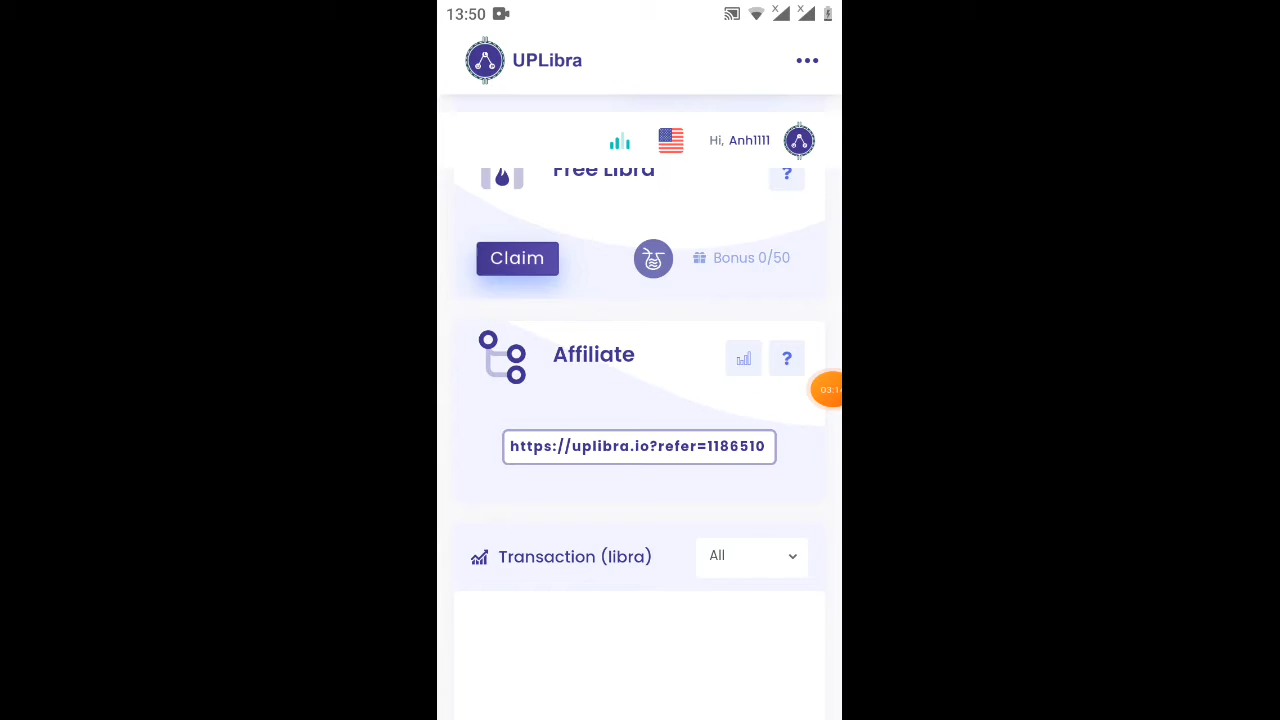 13:50
UPLibra
Hi, Anh1111
Free Libra
?
Claim
Bonus 0/50
Affiliate
?
https://uplibra.io?refer=1186510
Transaction (libra)
All